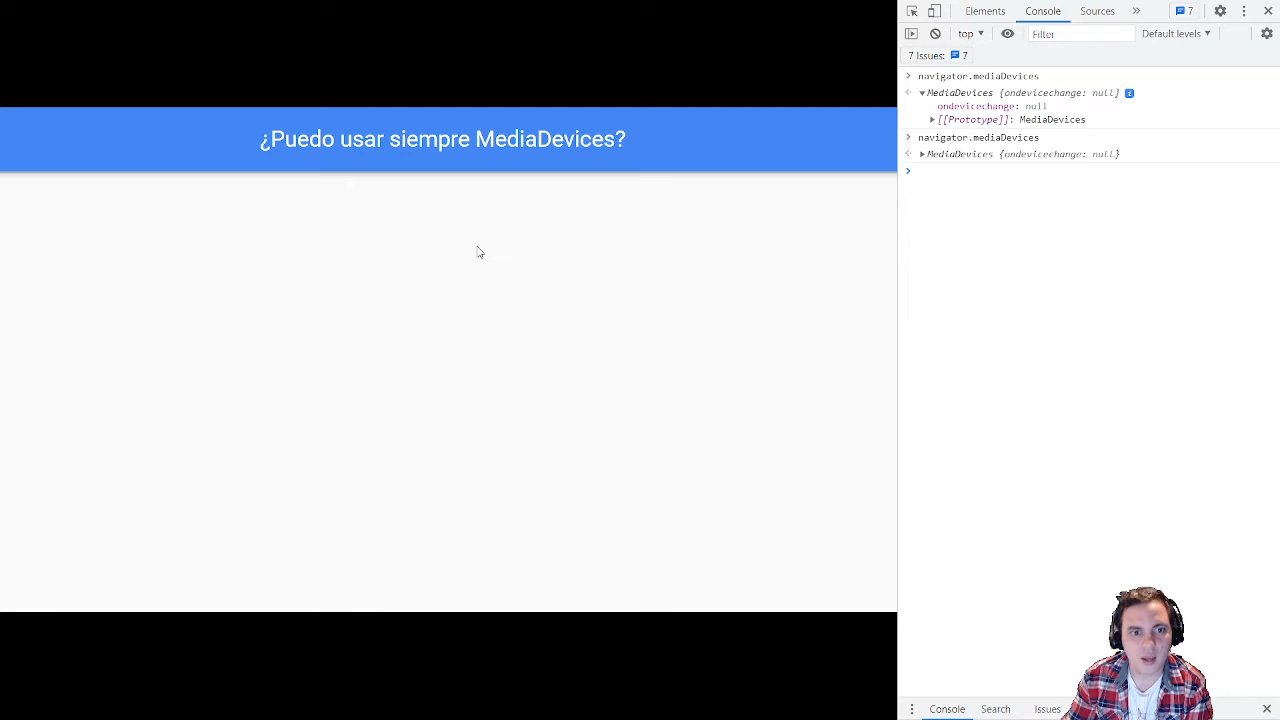 ¿Puedo usar siempre MediaDevices?
Elements Console Sources » 7
top Filter Default levels
7 Issues: 7
navigator.mediaDevices
MediaDevices {ondevicechange: null} i
ondevicechange: null
[[Prototype]]: MediaDevices
navigator.mediaDevices
MediaDevices {ondevicechange: null}
Console Search Issues